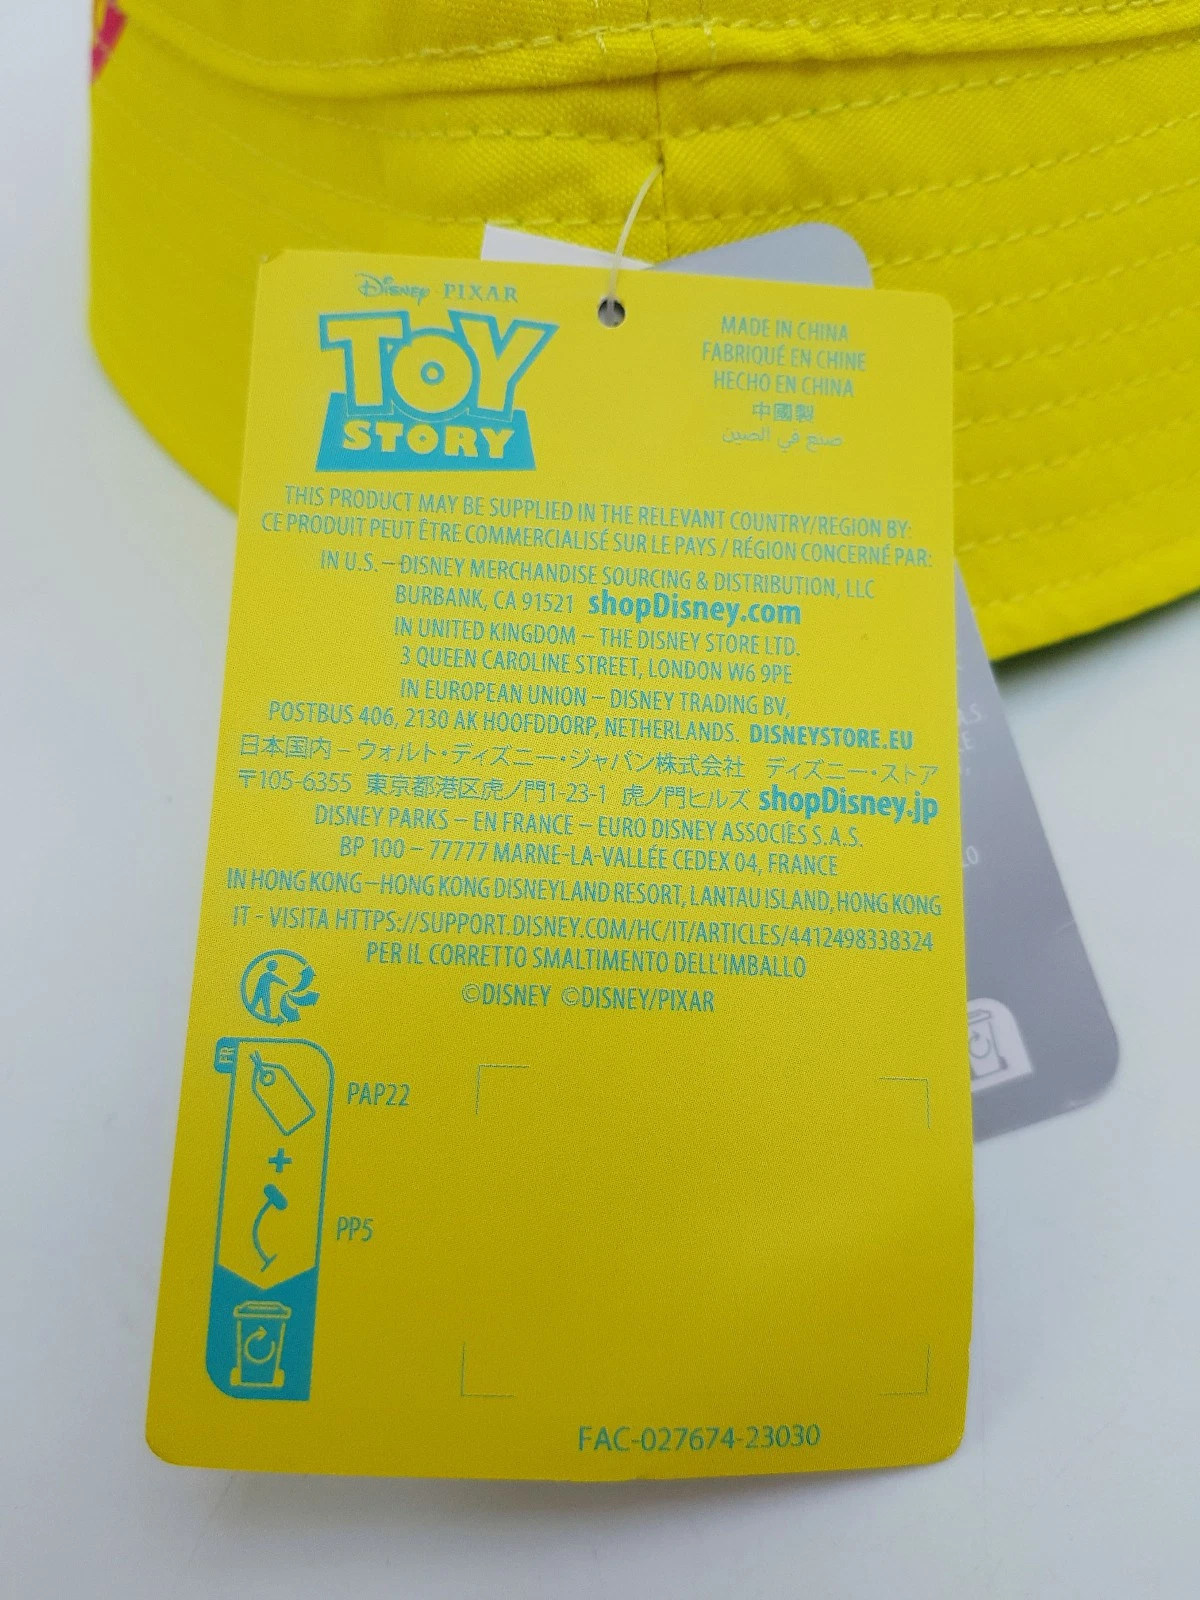 Disney · PIXAR
TOY
STORY
MADE IN CHINA
FABRIQUÉ EN CHINE
HECHO EN CHINA
中國製
صنع في الصين
THIS PRODUCT MAY BE SUPPLIED IN THE RELEVANT COUNTRY/REGION BY:
CE PRODUIT PEUT ÊTRE COMMERCIALISÉ SUR LE PAYS / RÉGION CONCERNÉ PAR:
IN U.S. – DISNEY MERCHANDISE SOURCING & DISTRIBUTION, LLC
BURBANK, CA 91521 shopDisney.com
IN UNITED KINGDOM – THE DISNEY STORE LTD.
3 QUEEN CAROLINE STREET, LONDON W6 9PE
IN EUROPEAN UNION – DISNEY TRADING BV,
POSTBUS 406, 2130 AK HOOFDDORP, NETHERLANDS. DISNEYSTORE.EU
日本国内 – ウォルト・ディズニー・ジャパン株式会社 ディズニー・ストア
〒105-6355 東京都港区虎ノ門1-23-1 虎ノ門ヒルズ shopDisney.jp
DISNEY PARKS – EN FRANCE – EURO DISNEY ASSOCIÉS S.A.S.
BP 100 – 77777 MARNE-LA-VALLÉE CEDEX 04, FRANCE
IN HONG KONG – HONG KONG DISNEYLAND RESORT, LANTAU ISLAND, HONG KONG
IT - VISITA HTTPS://SUPPORT.DISNEY.COM/HC/IT/ARTICLES/4412498338324
PER IL CORRETTO SMALTIMENTO DELL'IMBALLO
©DISNEY ©DISNEY/PIXAR
FR
PAP22
+
PP5
FAC-027674-23030